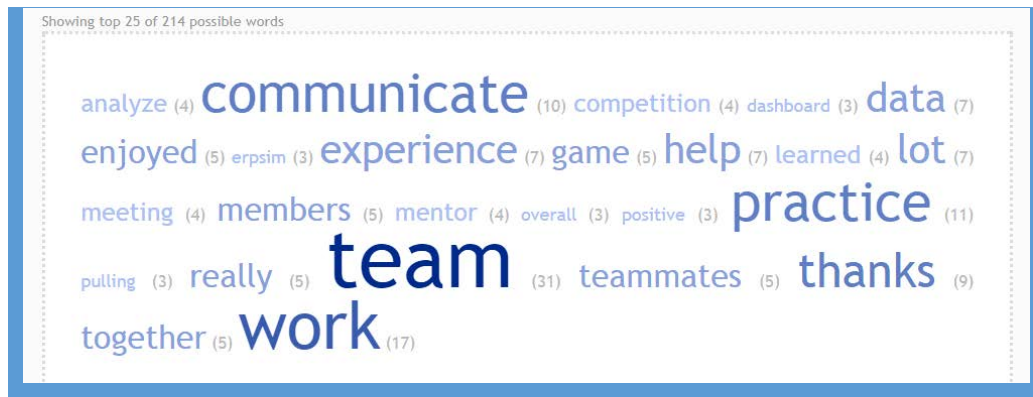 Showing top 25 of 214 possible words
analyze (4) communicate (10) competition (4) dashboard (3) data (7)
enjoyed (5) erpsim (3) experience (7) game (5) help (7) learned (4) lot (7)
meeting (4) members (5) mentor (4) overall (3) positive (3) practice (11)
pulling (3) really (5) team (31) teammates (5) thanks (9)
together (5) work (17)